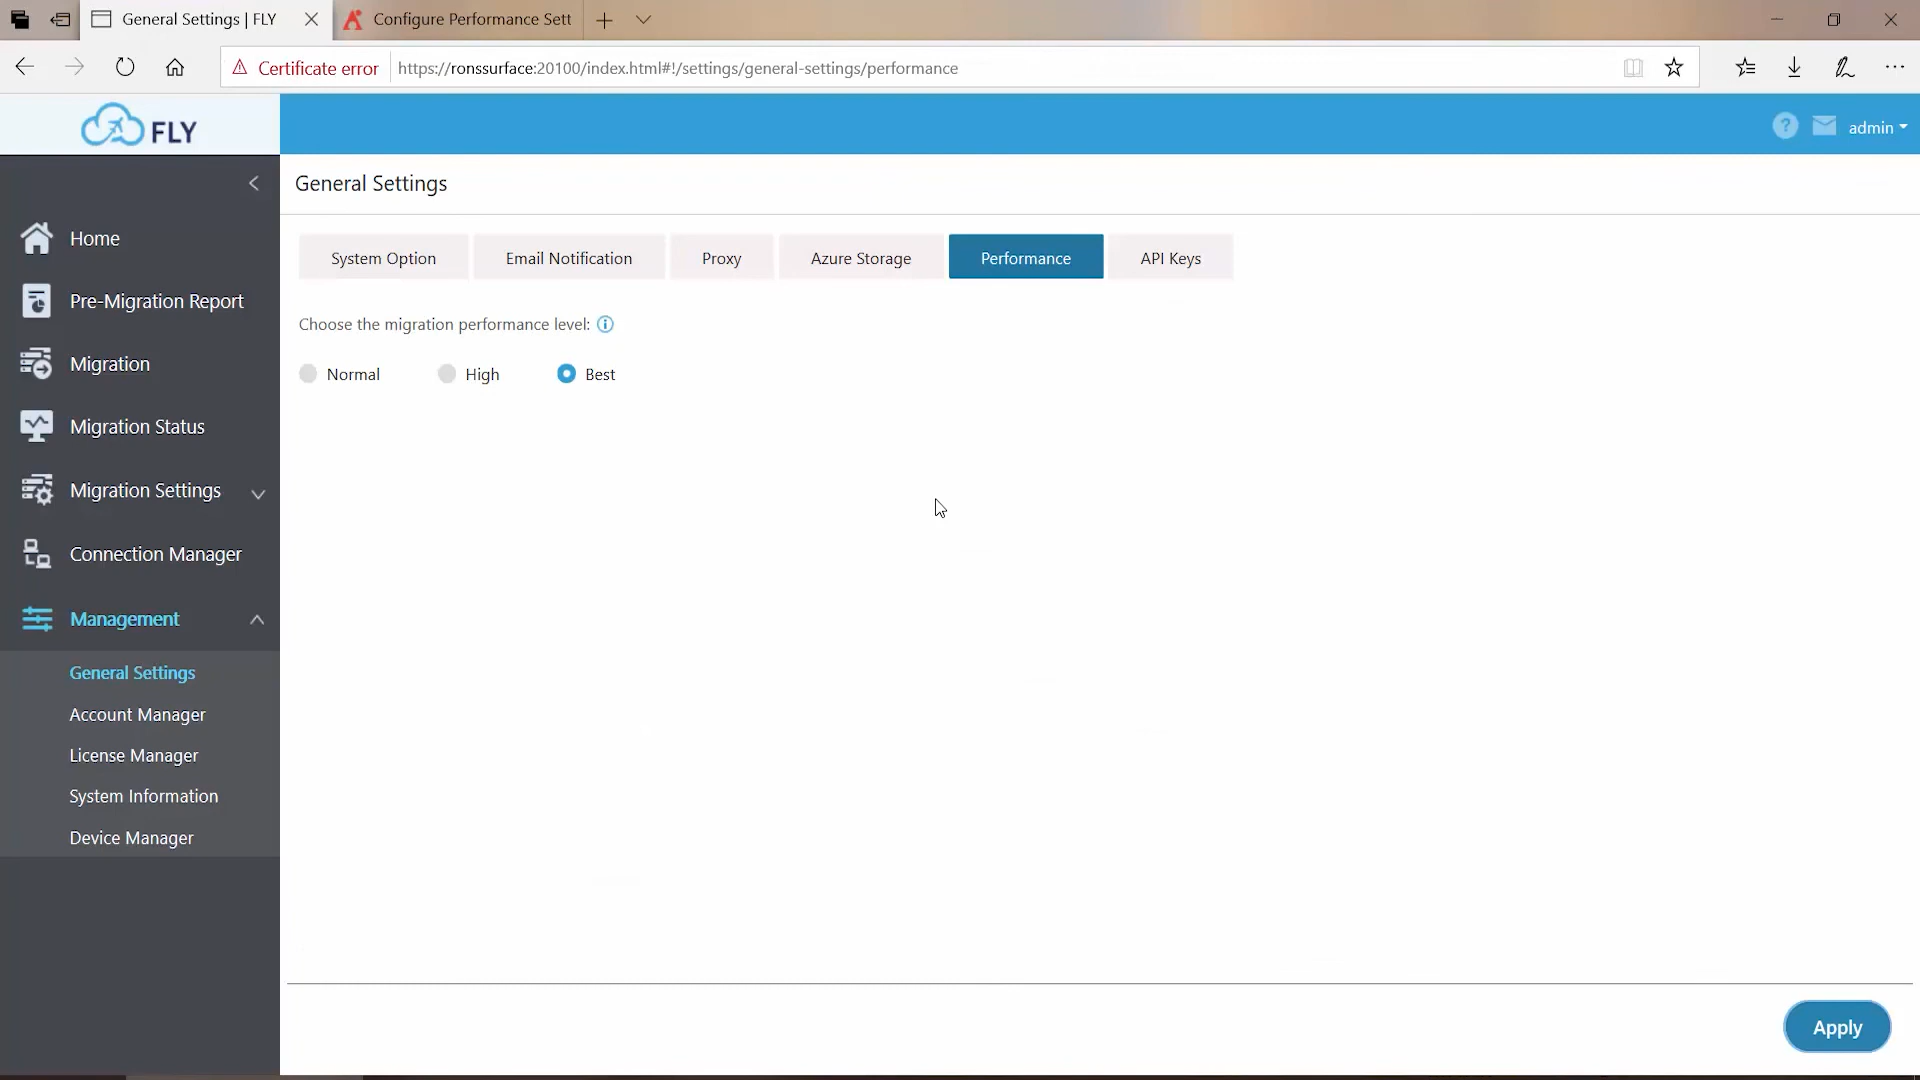 General Settings | FLY
Configure Performance Sett
Certificate error
https://ronssurface:20100/index.html#!/settings/general-settings/performance
FLY
? admin
General Settings
Home
Pre-Migration Report
Migration
Migration Status
Migration Settings
Connection Manager
Management
General Settings
Account Manager
License Manager
System Information
Device Manager
System Option
Email Notification
Proxy
Azure Storage
Performance
API Keys
Choose the migration performance level:
Normal
High
Best
Apply